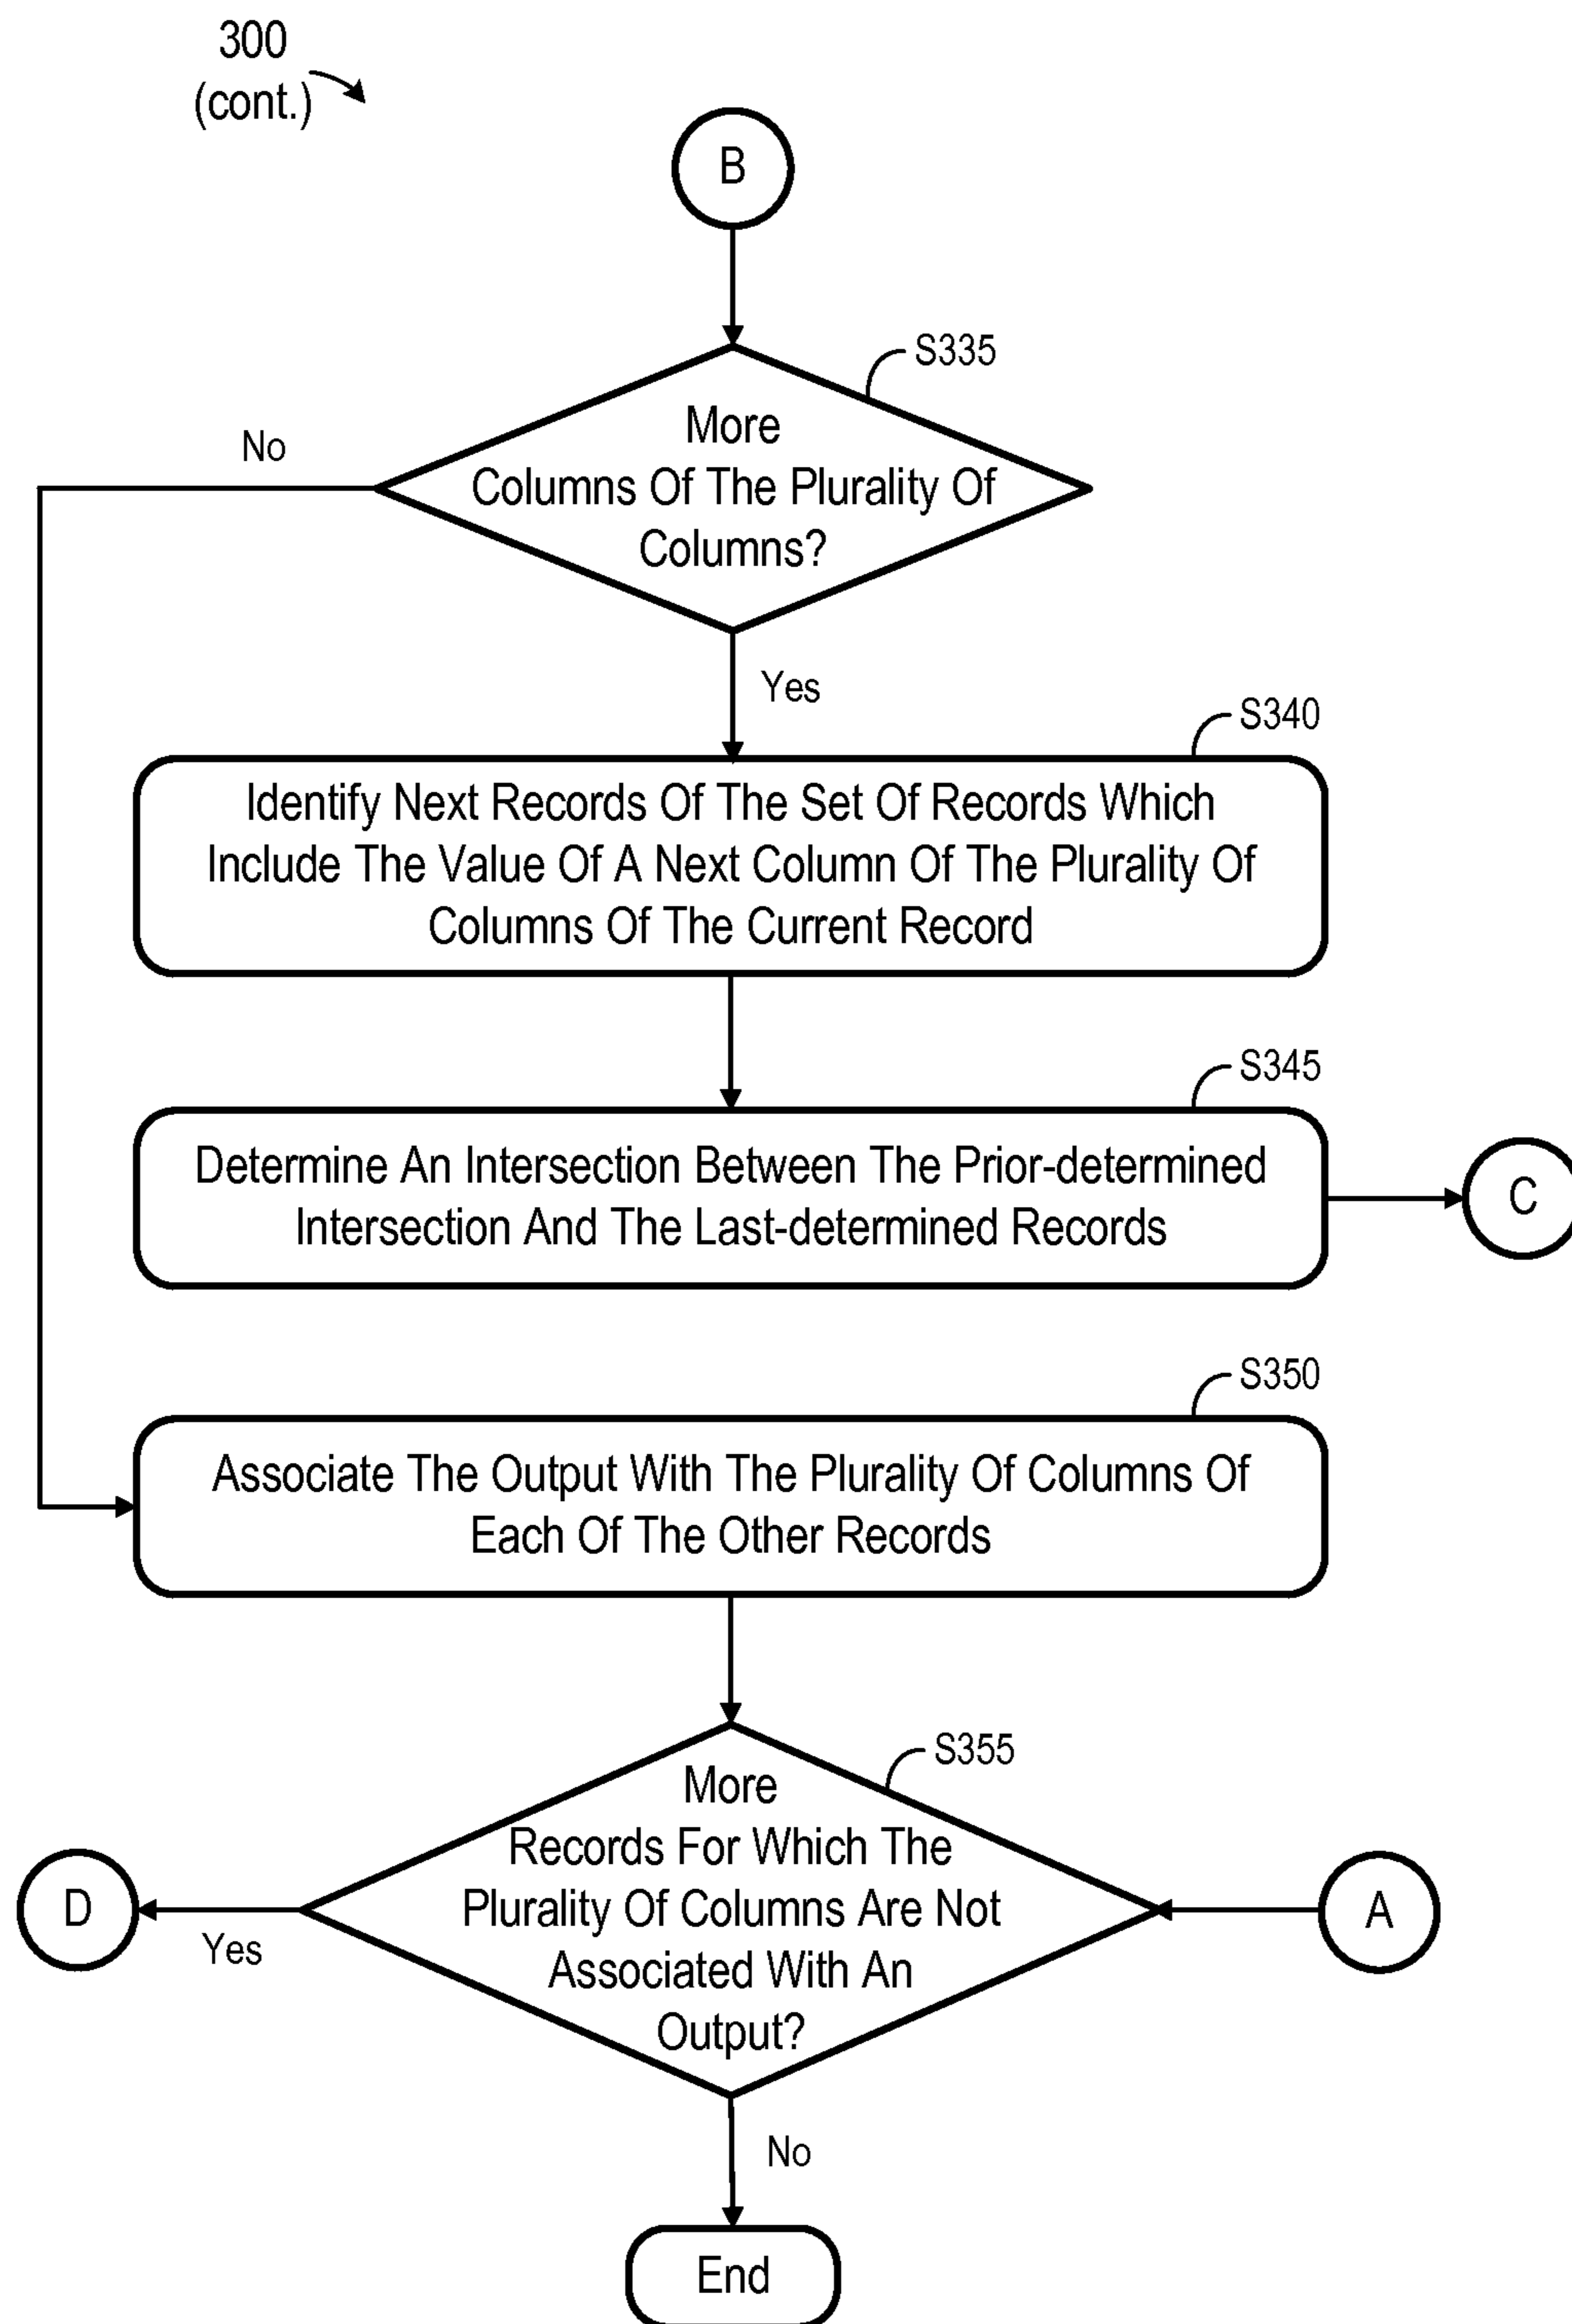 300
(cont.)
B
S335
More
Columns Of The Plurality Of
Columns?
No
Yes
S340
Identify Next Records Of The Set Of Records Which
Include The Value Of A Next Column Of The Plurality Of
Columns Of The Current Record
S345
Determine An Intersection Between The Prior-determined
Intersection And The Last-determined Records
C
S350
Associate The Output With The Plurality Of Columns Of
Each Of The Other Records
S355
More
Records For Which The
Plurality Of Columns Are Not
Associated With An
Output?
D
Yes
A
No
End